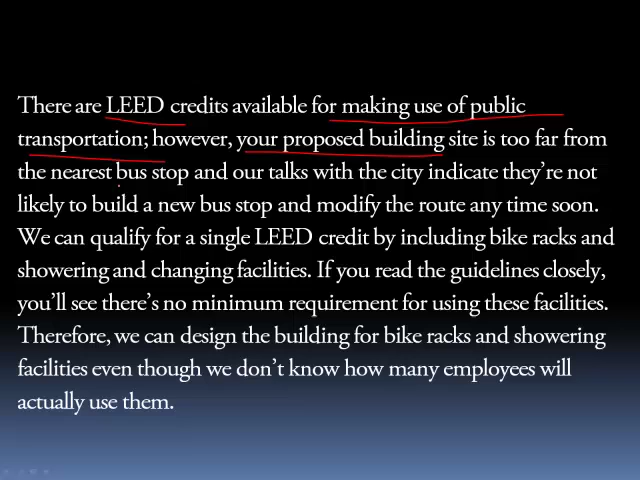 There are LEED credits available for making use of public
transportation; however, your proposed building site is too far from
the nearest bus stop and our talks with the city indicate they're not
likely to build a new bus stop and modify the route any time soon.
We can qualify for a single LEED credit by including bike racks and
showering and changing facilities. If you read the guidelines closely,
you'll see there's no minimum requirement for using these facilities.
Therefore, we can design the building for bike racks and showering
facilities even though we don't know how many employees will
actually use them.